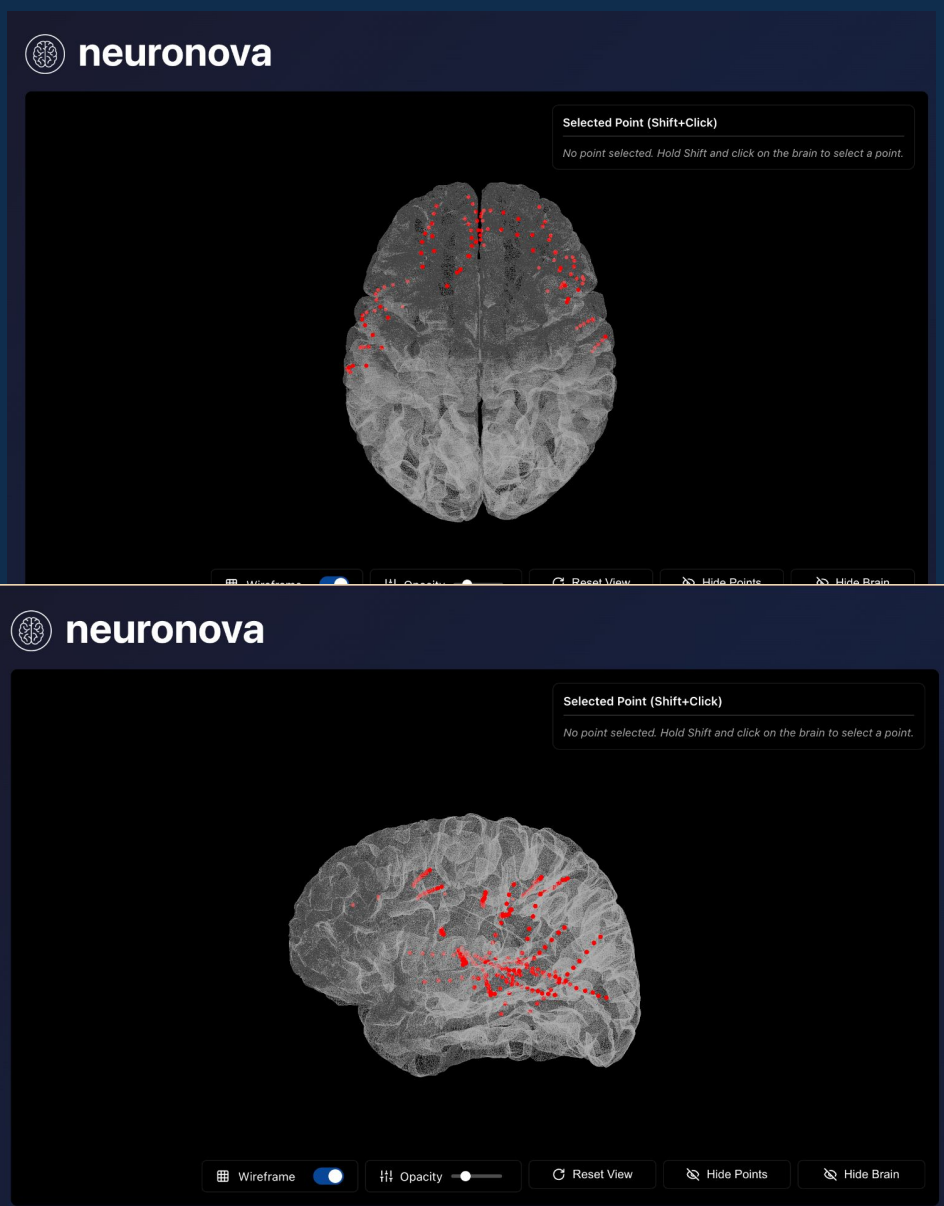 neuronova
Selected Point (Shift+Click)
No point selected. Hold Shift and click on the brain to select a point.
Wireframe Opacity Reset View Hide Points Hide Brain
neuronova
Selected Point (Shift+Click)
No point selected. Hold Shift and click on the brain to select a point.
Wireframe Opacity Reset View Hide Points Hide Brain